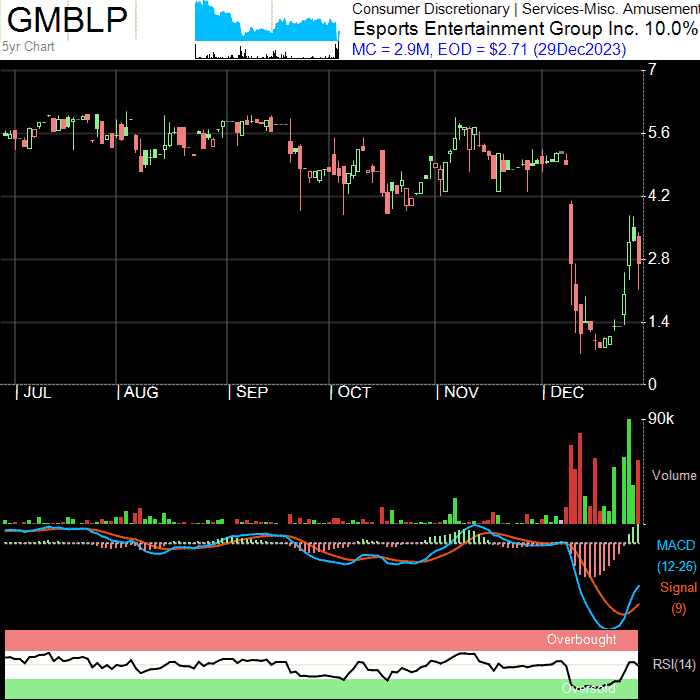 GMBLP
5yr Chart
Consumer Discretionary | Services-Misc. Amusement
Esports Entertainment Group Inc. 10.0%
MC = 2.9M, EOD = $2.71 (29Dec2023)
7
5.6
4.2
2.8
1.4
0
JUL AUG SEP OCT NOV DEC
90k
Volume
MACD
(12-26)
Signal
(9)
Overbought
RSI(14)
Oversold